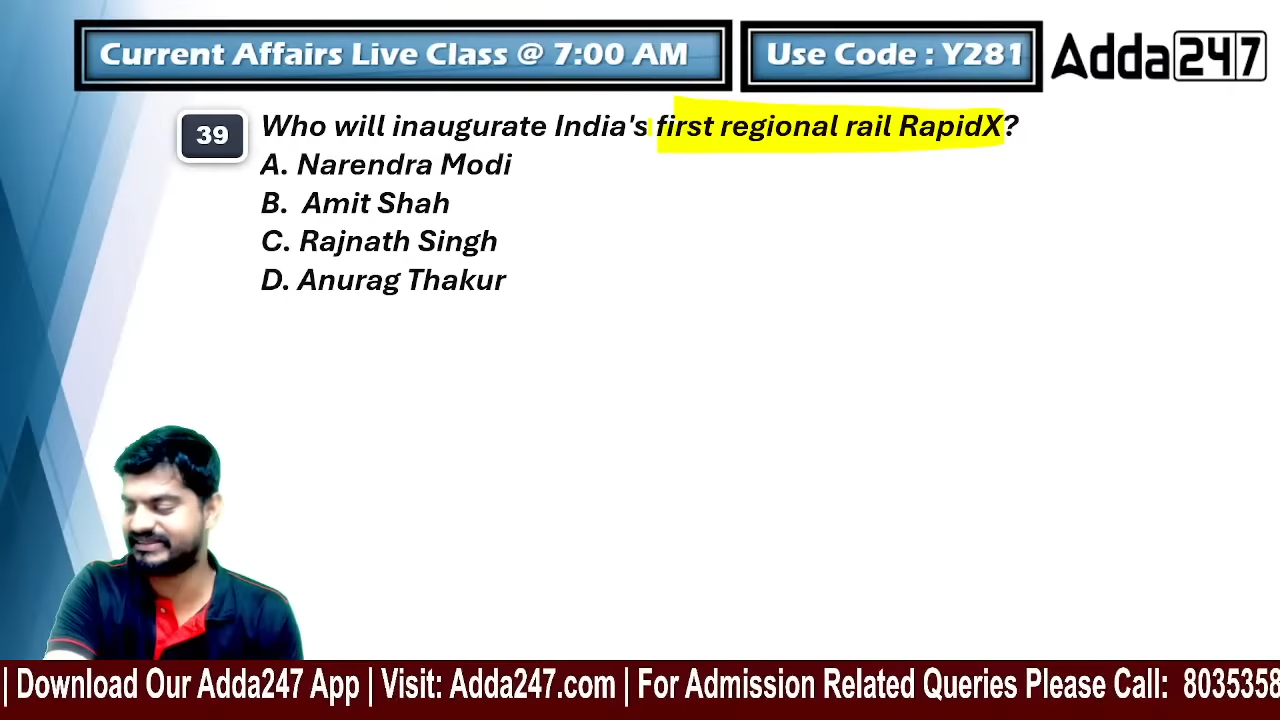 Current Affairs Live Class @ 7:00 AM
Use Code : Y281
Adda247
39
Who will inaugurate India's first regional rail RapidX?
A. Narendra Modi
B. Amit Shah
C. Rajnath Singh
D. Anurag Thakur
| Download Our Adda247 App | Visit: Adda247.com | For Admission Related Queries Please Call: 8035358